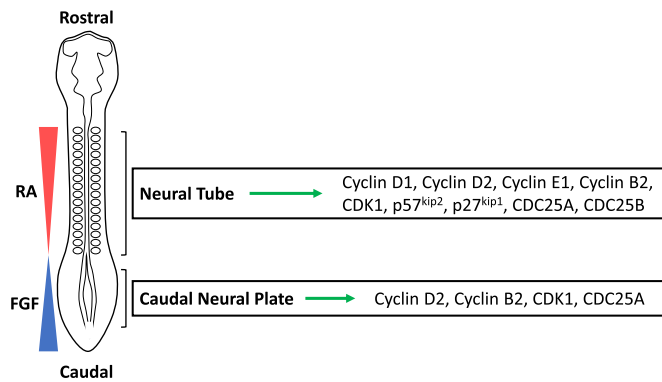 Rostral
RA
Neural Tube
Cyclin D1, Cyclin D2, Cyclin E1, Cyclin B2,
CDK1, p57kip2, p27kip1, CDC25A, CDC25B
FGF
Caudal Neural Plate
Cyclin D2, Cyclin B2, CDK1, CDC25A
Caudal